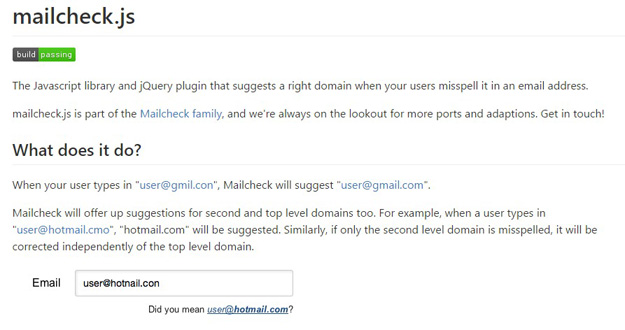 mailcheck.js
build passing
The Javascript library and jQuery plugin that suggests a right domain when your users misspell it in an email address.
mailcheck.js is part of the Mailcheck family, and we're always on the lookout for more ports and adaptions. Get in touch!
What does it do?
When your user types in "user@gmil.con", Mailcheck will suggest "user@gmail.com".
Mailcheck will offer up suggestions for second and top level domains too. For example, when a user types in
"user@hotmail.cmo", "hotmail.com" will be suggested. Similarly, if only the second level domain is misspelled, it will be
corrected independently of the top level domain.
Email user@hotnail.con
Did you mean user@hotmail.com?